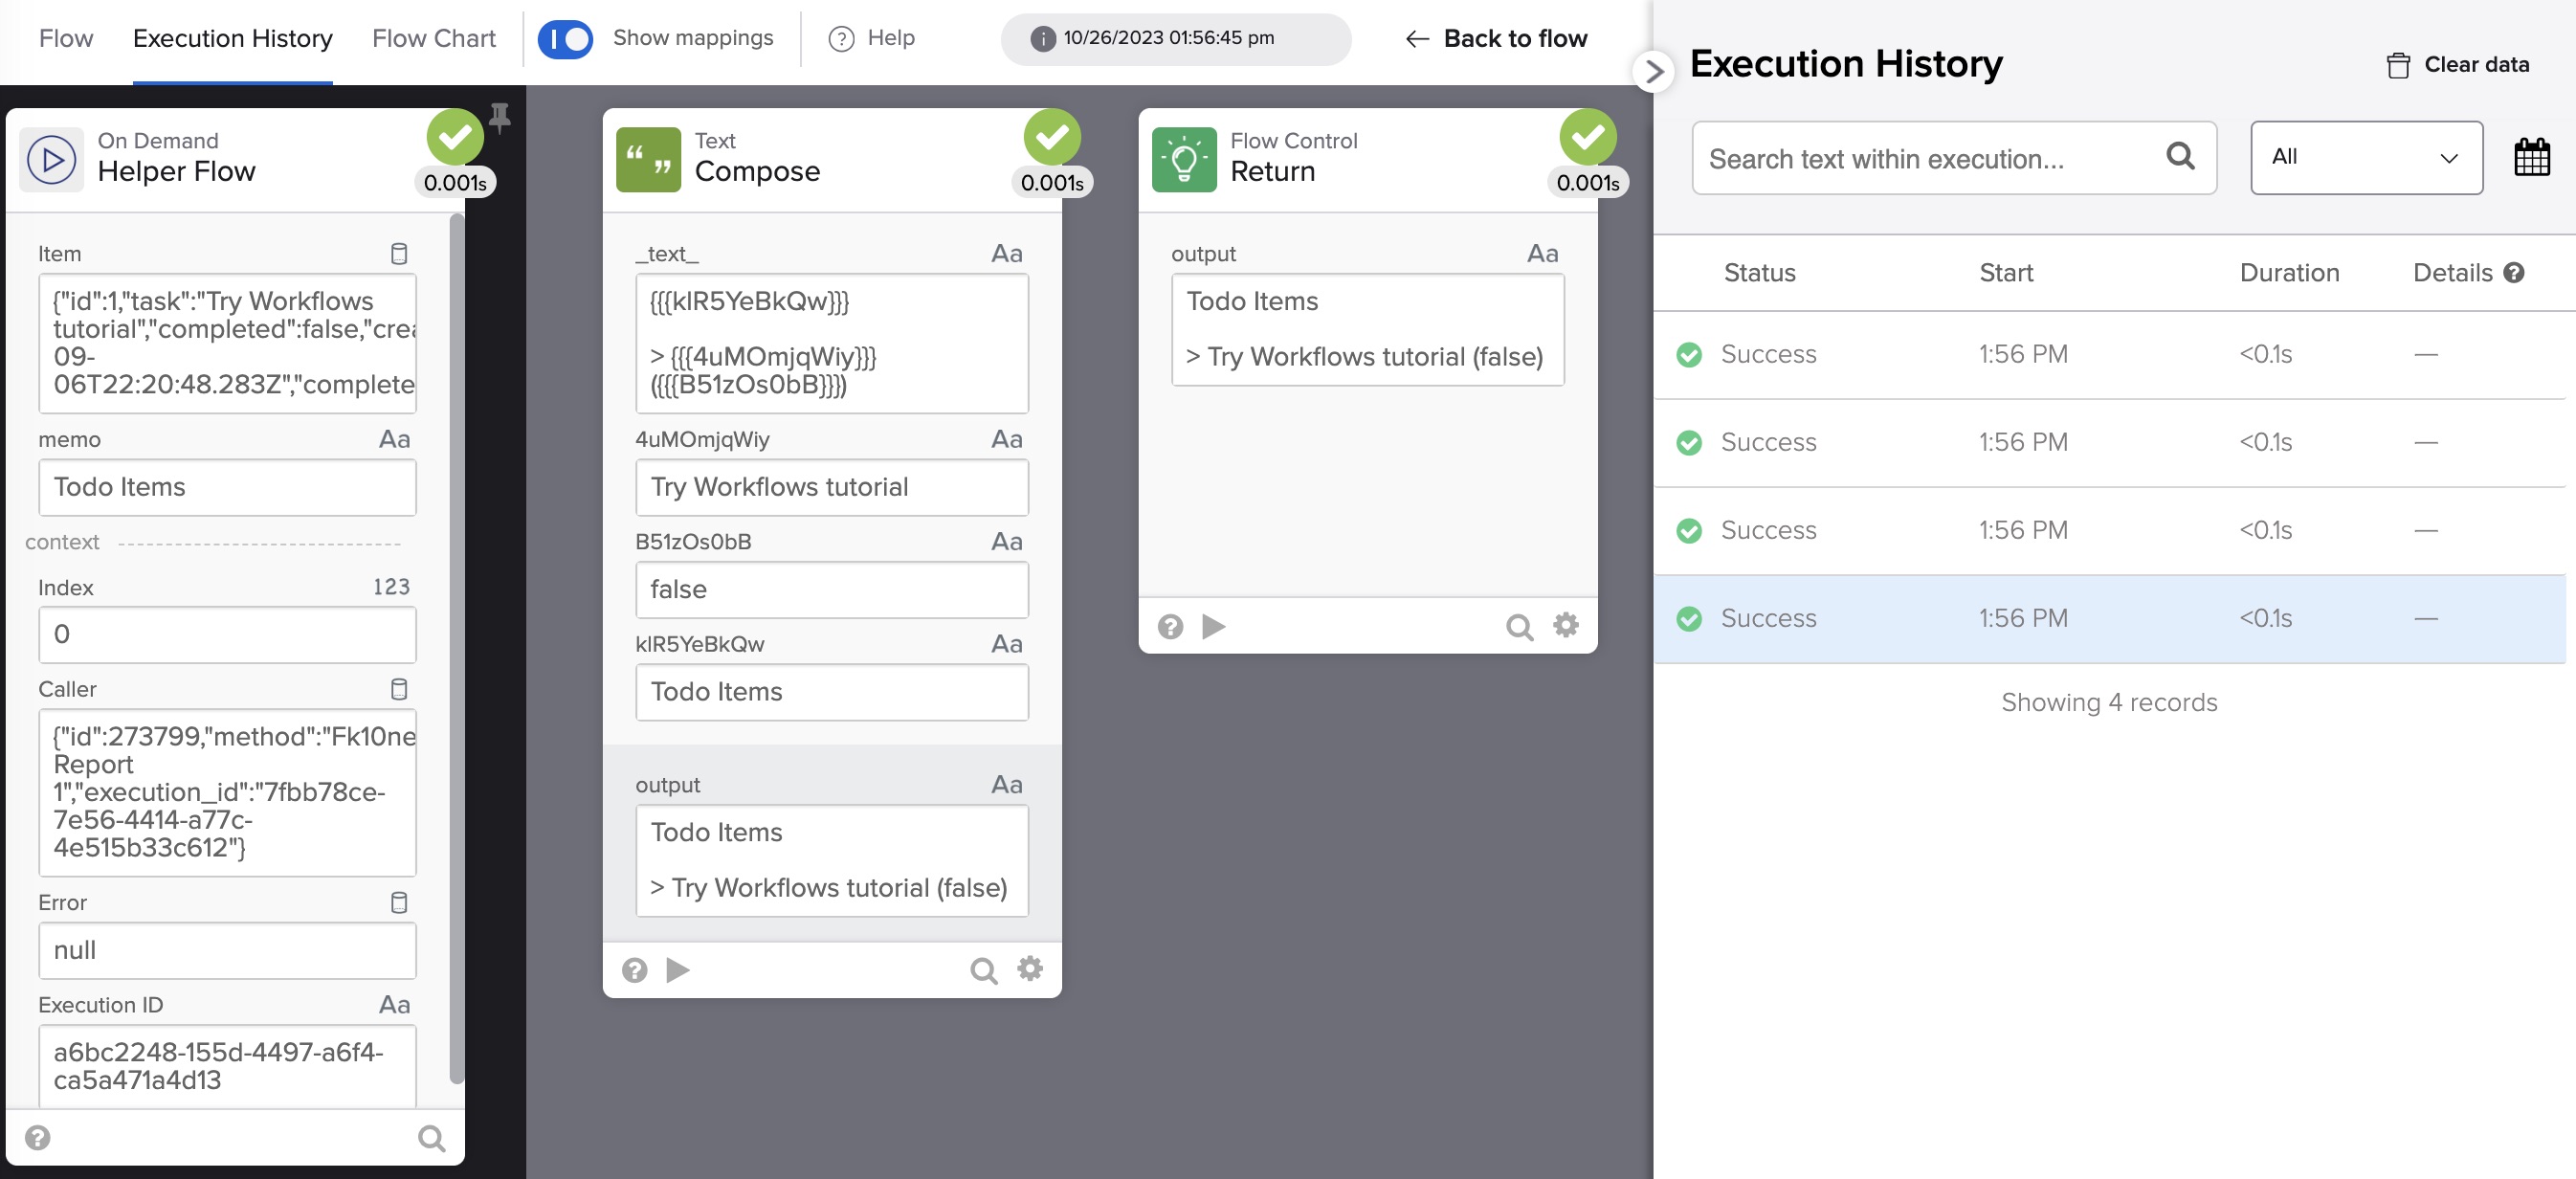 Flow
Execution History
Flow Chart
Show mappings
Help
10/26/2023 01:56:45 pm
Back to flow
On Demand
Helper Flow
0.001s
Item
{"id":1,"task":"Try Workflows
tutorial","completed":false,"crea
09-
06T22:20:48.283Z","complete
memo
Aa
Todo Items
context
Index
123
0
Caller
{"id":273799,"method":"Fk10ne
Report
1","execution_id":"7fbb78ce-
7e56-4414-a77c-
4e515b33c612"}
Error
null
Execution ID
Aa
a6bc2248-155d-4497-a6f4-
ca5a471a4d13
Text
Compose
0.001s
_text_
Aa
{{{klR5YeBkQw}}}
> {{{4uMOmjqWiy}}}
({{{B51zOs0bB}}})
4uMOmjqWiy
Aa
Try Workflows tutorial
B51zOs0bB
Aa
false
klR5YeBkQw
Aa
Todo Items
output
Aa
Todo Items
> Try Workflows tutorial (false)
Flow Control
Return
0.001s
output
Aa
Todo Items
> Try Workflows tutorial (false)
Execution History
Clear data
Search text within execution...
All
Status Start Duration Details
Success 1:56 PM <0.1s —
Success 1:56 PM <0.1s —
Success 1:56 PM <0.1s —
Success 1:56 PM <0.1s —
Showing 4 records